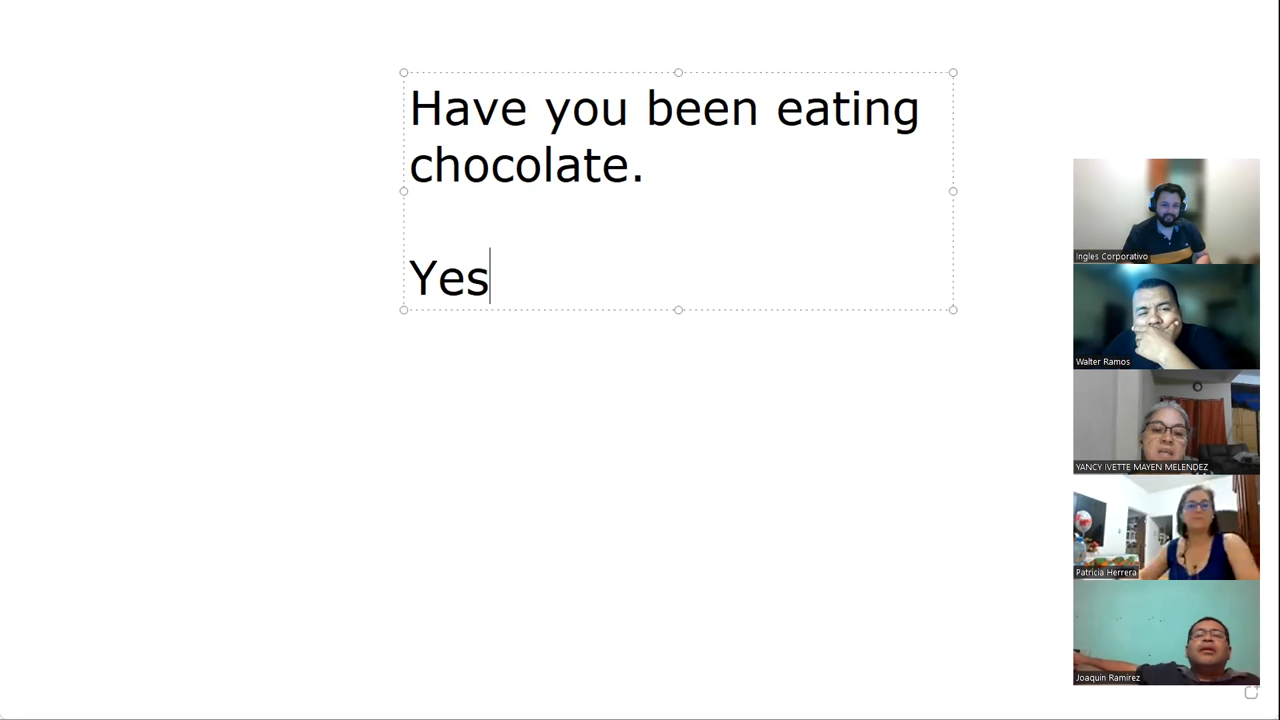 Have you been eating
chocolate.
Yes
Ingles Corporativo
Walter Ramos
YANCY IVETTE MAYEN MELENDEZ
Patricia Herrera
Joaquin Ramirez